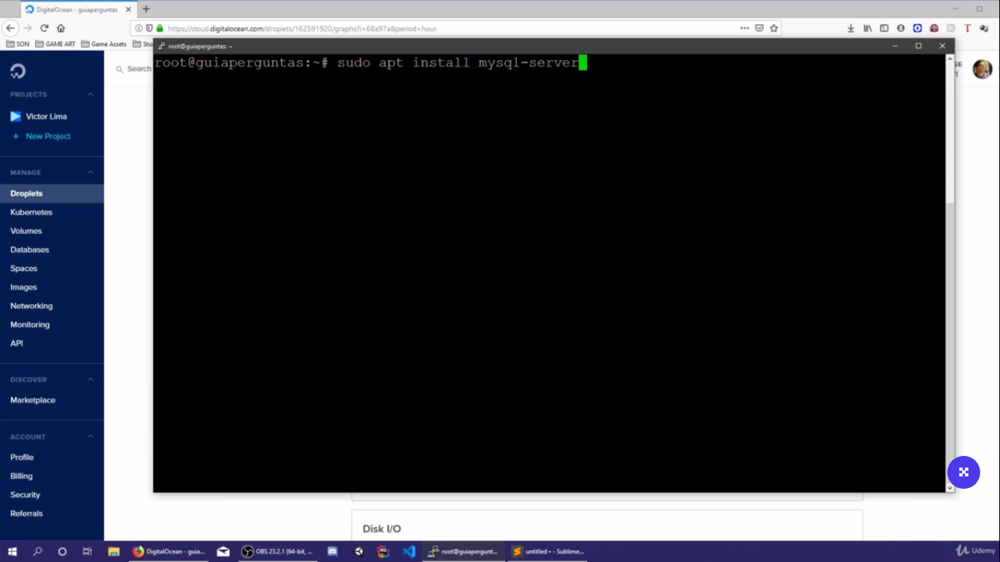 DigitalOcean - guiaperguntas
https://cloud.digitalocean.com/droplets/162591920/graphs?i=68a97a&period=hour
SON
GAME ART
Game Assets
root@guiaperguntas: ~
root@guiaperguntas:~# sudo apt install mysql-server
Search
PROJECTS
Victor Lima
+ New Project
MANAGE
Droplets
Kubernetes
Volumes
Databases
Spaces
Images
Networking
Monitoring
API
DISCOVER
Marketplace
ACCOUNT
Profile
Billing
Security
Referrals
Disk I/O
DigitalOcean - guia...
OBS 23.2.1 (64-bit, ...
root@guiapergunt...
untitled • - Sublime...
Udemy